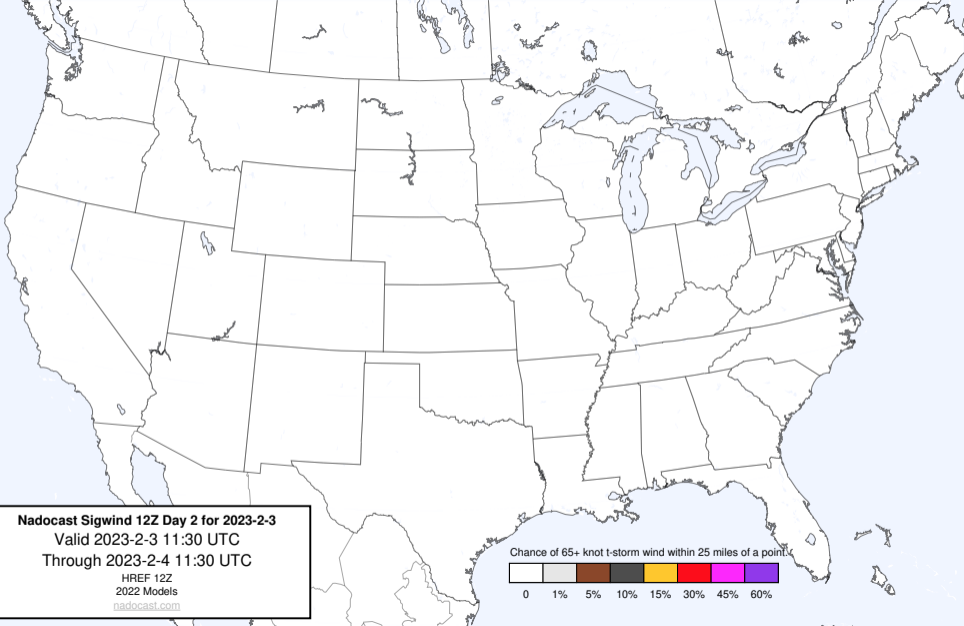 Nadocast Sigwind 12Z Day 2 for 2023-2-3
Valid 2023-2-3 11:30 UTC
Through 2023-2-4 11:30 UTC
HREF 12Z
2022 Models
nadocast.com
Chance of 65+ knot t-storm wind within 25 miles of a point.
0 1% 5% 10% 15% 30% 45% 60%